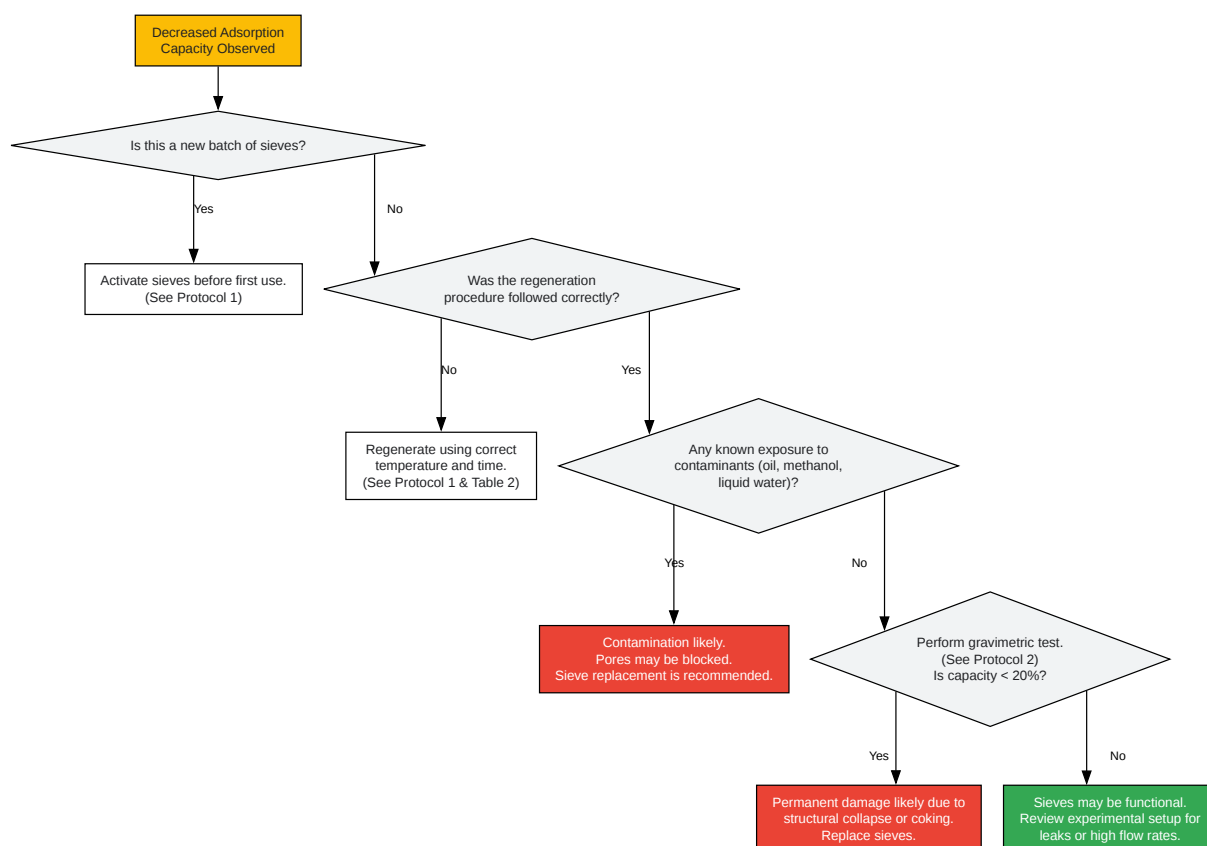 Decreased Adsorption
Capacity Observed
Is this a new batch of sieves?
Yes
No
Activate sieves before first use.
(See Protocol 1)
Was the regeneration
procedure followed correctly?
No
Yes
Regenerate using correct
temperature and time.
(See Protocol 1 & Table 2)
Any known exposure to
contaminants (oil, methanol,
liquid water)?
Yes
No
Contamination likely.
Pores may be blocked.
Sieve replacement is recommended.
Perform gravimetric test.
(See Protocol 2)
Is capacity < 20%?
Yes
No
Permanent damage likely due to
structural collapse or coking.
Replace sieves.
Sieves may be functional.
Review experimental setup for
leaks or high flow rates.